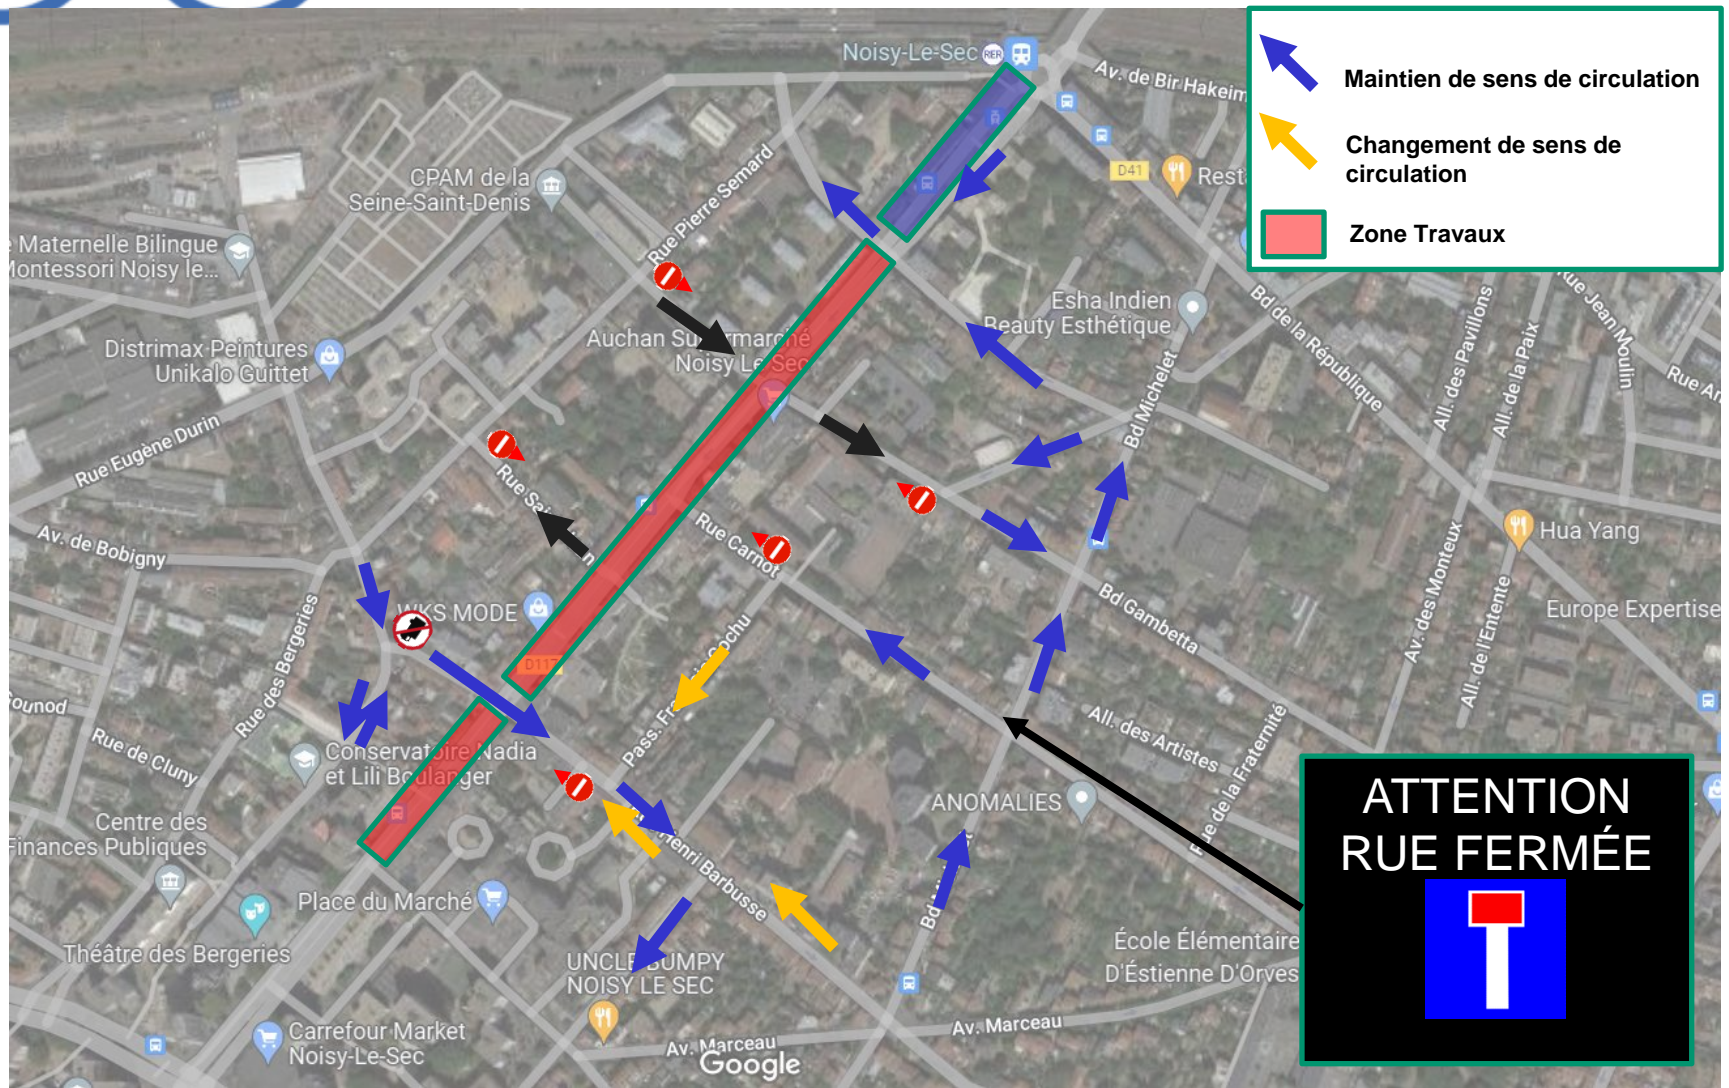 Noisy-Le-Sec
RER
Av. de Bir Hakeim
Maintien de sens de circulation
Changement de sens de
circulation
Zone Travaux
D41
CPAM de la
Seine-Saint-Denis
Rue Pierre Semard
Maternelle Bilingue
Montessori Noisy le...
Distrimax Peintures
Unikalo Guittet
Auchan
Noisy Le Sec
Esha Indien
Beauty Esthétique
Bd de la République
All. des Pavillons
All. de la Paix
Rue Jean Moulin
Rue Eugène Durin
Bd Michelet
Rue
Av. de Bobigny
Rue Carnot
Hua Yang
Av. des Monteux
All. de l'Entente
Europe Expertise
WKS MODE
Bd Gambetta
D117
Rue des Bergeries
Rue de Cluny
Pass.
Conservatoire Nadia
et Lili Boulanger
All. des Artistes
Rue de la Fraternité
ANOMALIES
Centre des
Finances Publiques
Henri Barbusse
Place du Marché
Bd
Théâtre des Bergeries
UNCLE BUMPY
NOISY LE SEC
École Élémentaire
D'Éstienne D'Orves
Carrefour Market
Noisy-Le-Sec
Av. Marceau
Av. Marceau
Google
ATTENTION
RUE FERMÉE